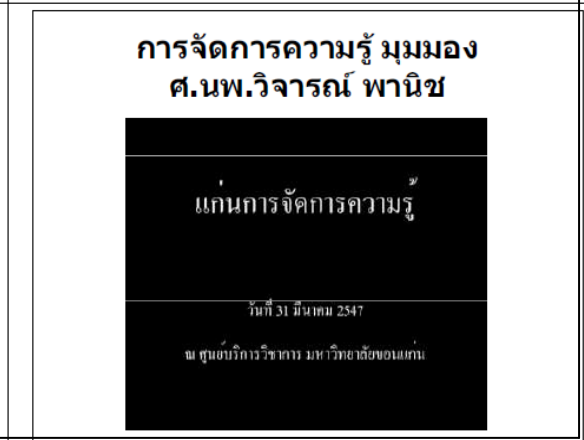 การจัดการความรู้ มุมมอง
ศ.นพ.วิจารณ์ พานิช
แก่นการจัดการความรู้
วันที่ 31 มีนาคม 2547
ณ ศูนย์บริการวิชาการ มหาวิทยาลัยขอนแก่น